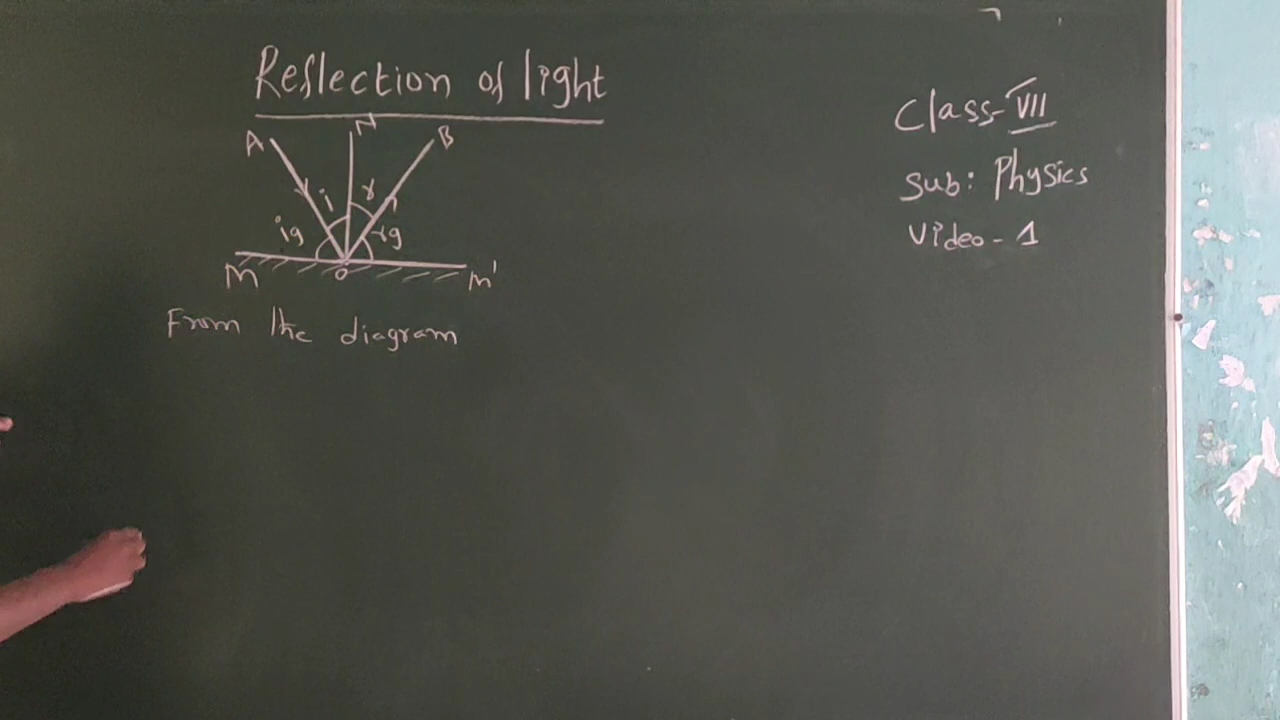 Reflection of light
Class-VII
Sub: Physics
Video-1
A N B
i r
ig rg
M O M'
From the diagram